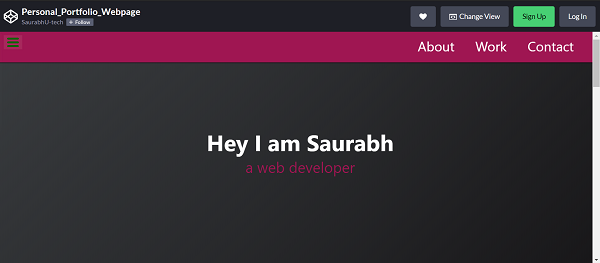 Personal_Portfolio_Webpage
SaurabhU-tech + Follow
Change View
Sign Up
Log In
About Work Contact
Hey I am Saurabh
a web developer